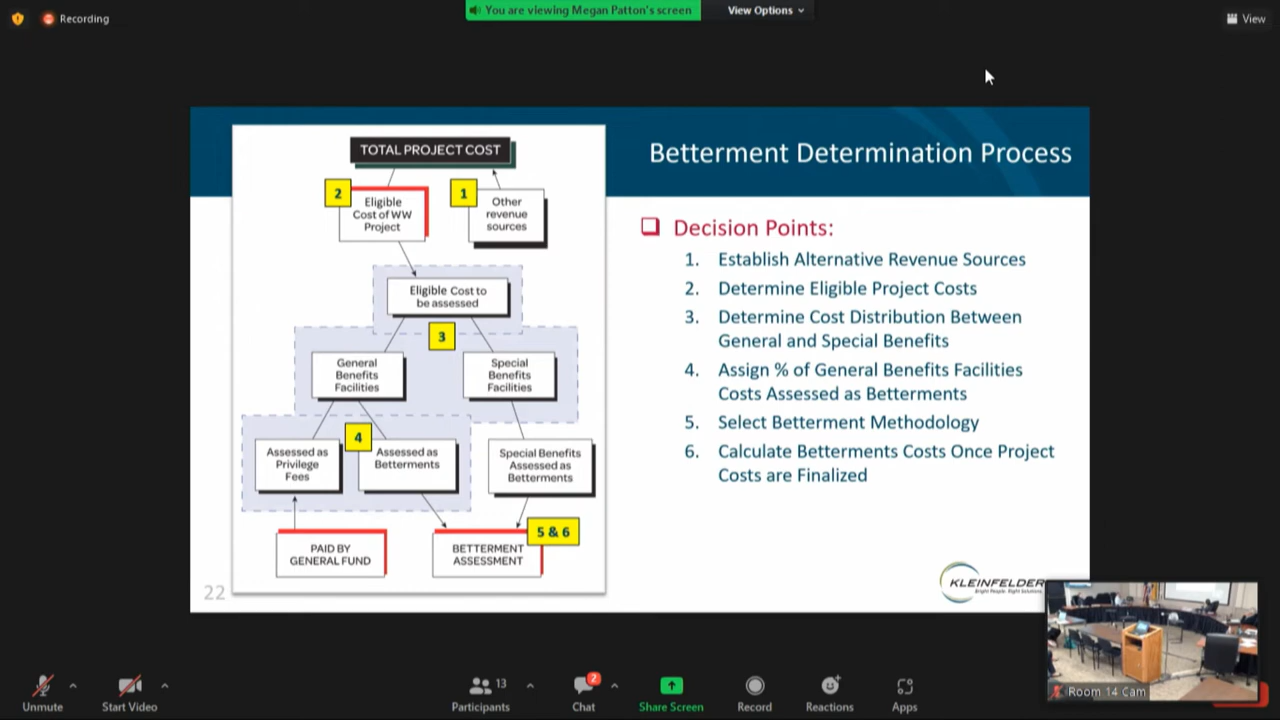 Recording
You are viewing Megan Patton's screen
View Options
View
TOTAL PROJECT COST
2
Eligible
Cost of WW
Project
1
Other
revenue
sources
Eligible Cost to
be assessed
3
General
Benefits
Facilities
Special
Benefits
Facilities
4
Assessed as
Privilege
Fees
Assessed as
Betterments
Special Benefits
Assessed as
Betterments
5 & 6
PAID BY
GENERAL FUND
BETTERMENT
ASSESSMENT
22
Betterment Determination Process
Decision Points:
1. Establish Alternative Revenue Sources
2. Determine Eligible Project Costs
3. Determine Cost Distribution Between
General and Special Benefits
4. Assign % of General Benefits Facilities
Costs Assessed as Betterments
5. Select Betterment Methodology
6. Calculate Betterments Costs Once Project
Costs are Finalized
KLEINFELDER
Bright People. Right Solutions.
Room 14 Cam
Unmute
Start Video
13
Participants
2
Chat
Share Screen
Record
Reactions
Apps